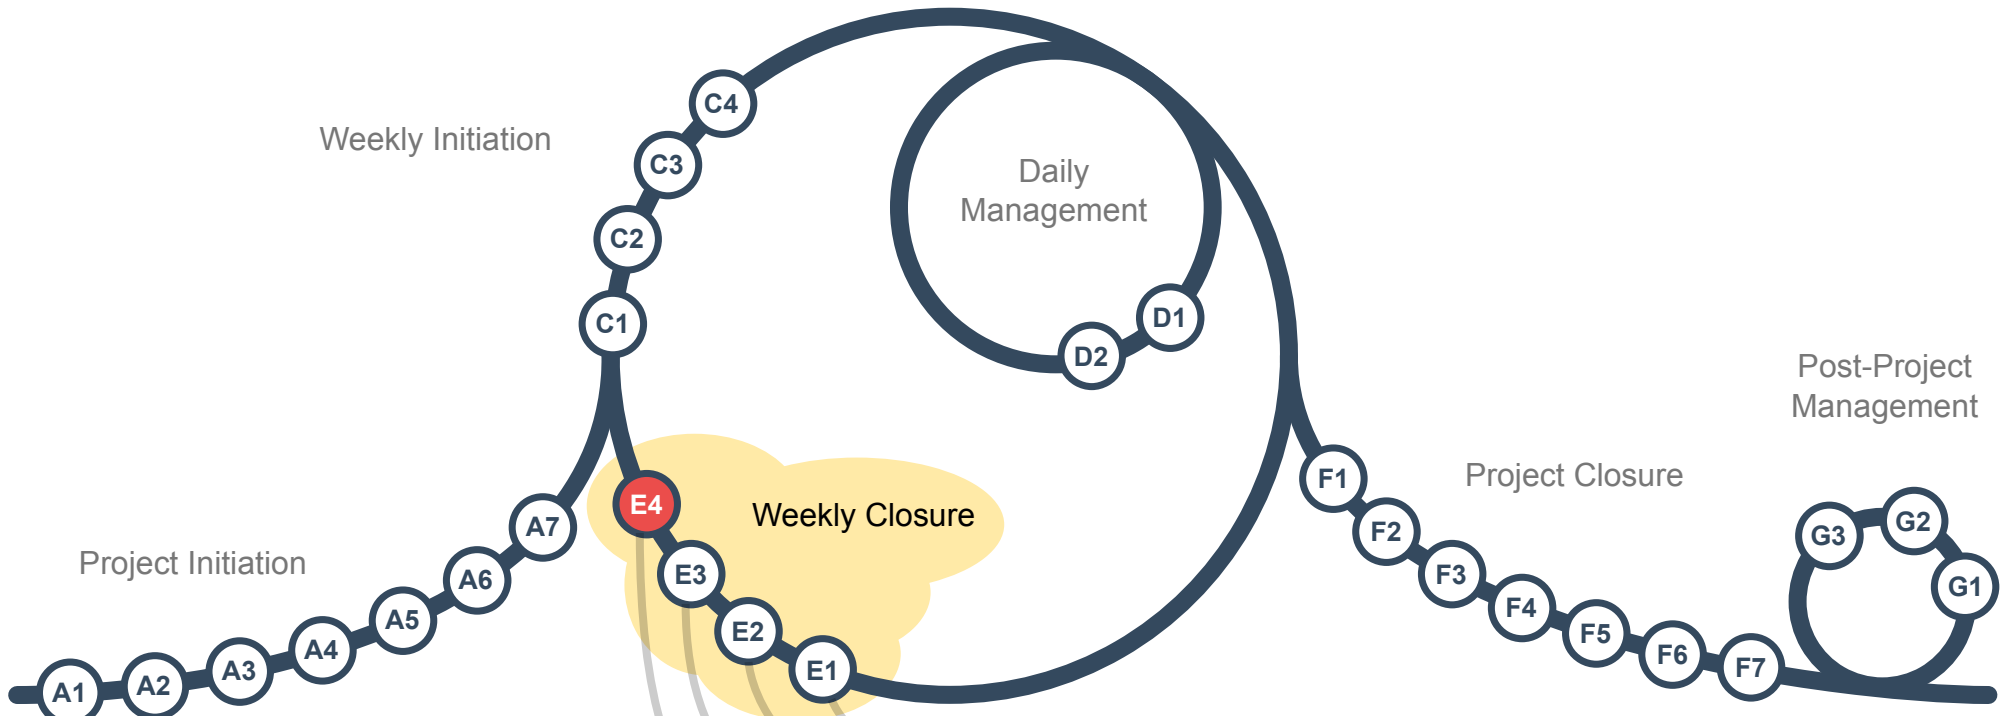 Weekly Initiation
C4
C3
C2
C1
Daily
Management
D1
D2
Post-Project
Management
Project Closure
F1
F2
F3
F4
F5
F6
F7
G3
G2
G1
Weekly Closure
E4
E3
E2
E1
Project Initiation
A7
A6
A5
A4
A3
A2
A1